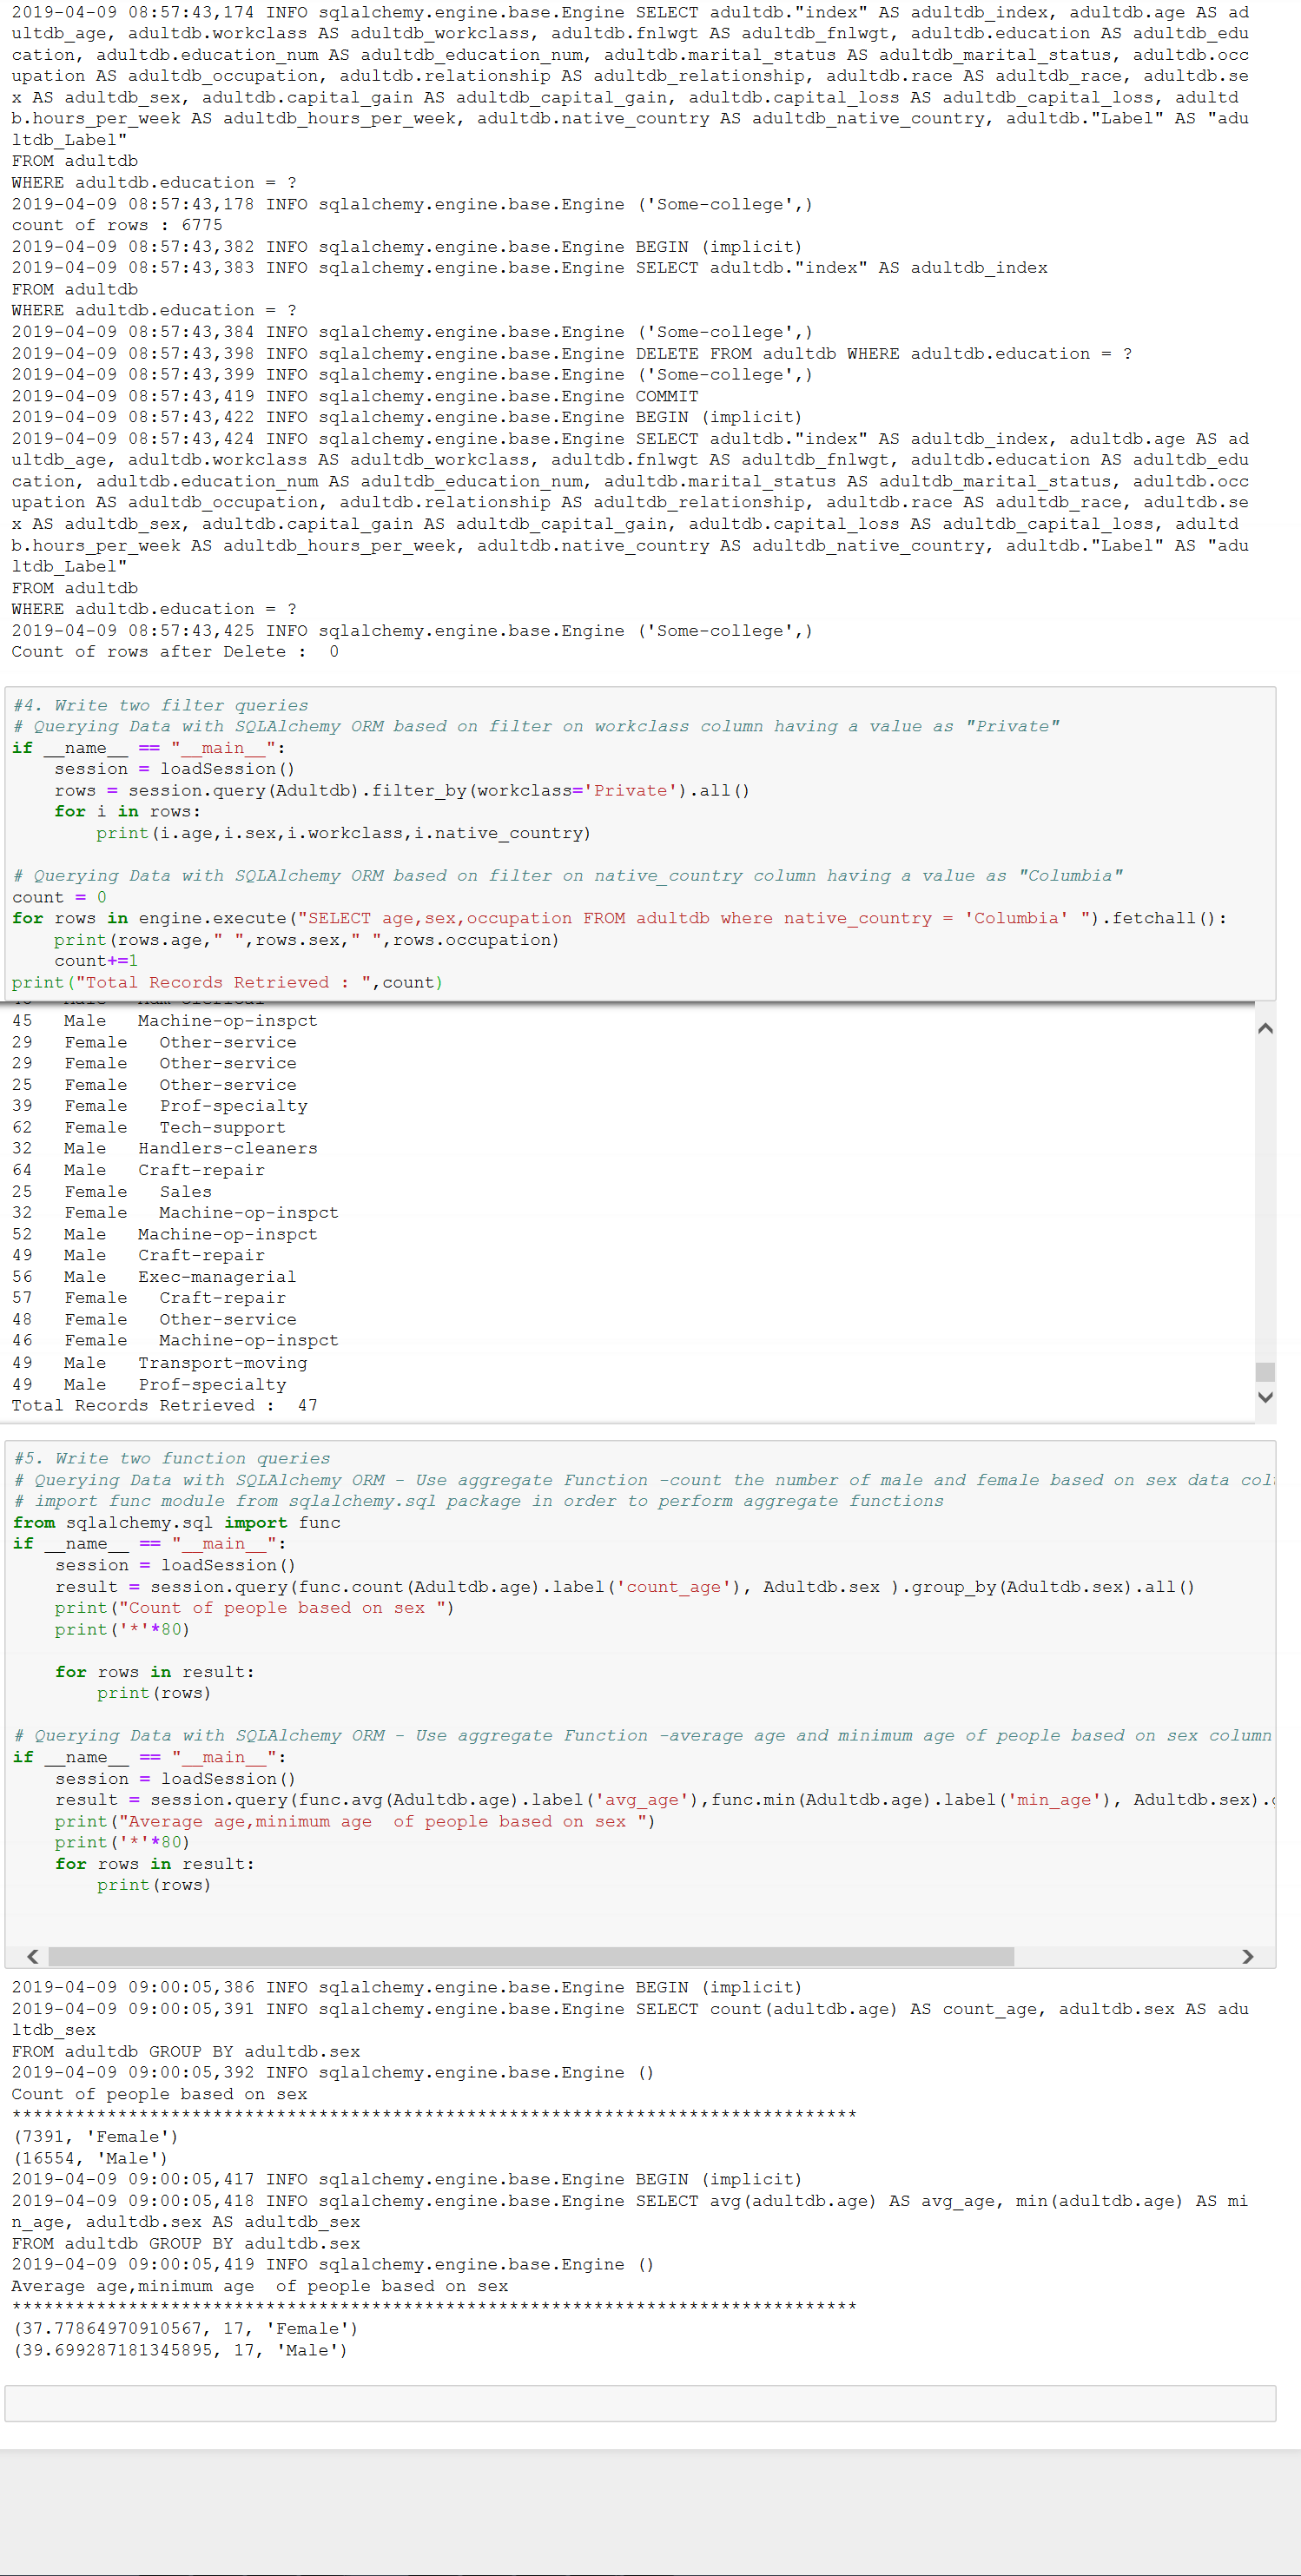 2019-04-09 08:57:43,174 INFO sqlalchemy.engine.base.Engine SELECT adultdb."index" AS adultdb_index, adultdb.age AS ad
ultdb_age, adultdb.workclass AS adultdb_workclass, adultdb.fnlwgt AS adultdb_fnlwgt, adultdb.education AS adultdb_edu
cation, adultdb.education_num AS adultdb_education_num, adultdb.marital_status AS adultdb_marital_status, adultdb.occ
upation AS adultdb_occupation, adultdb.relationship AS adultdb_relationship, adultdb.race AS adultdb_race, adultdb.se
x AS adultdb_sex, adultdb.capital_gain AS adultdb_capital_gain, adultdb.capital_loss AS adultdb_capital_loss, adultd
b.hours_per_week AS adultdb_hours_per_week, adultdb.native_country AS adultdb_native_country, adultdb."Label" AS "adu
ltdb_Label"
FROM adultdb
WHERE adultdb.education = ?
2019-04-09 08:57:43,178 INFO sqlalchemy.engine.base.Engine ('Some-college',)
count of rows : 6775
2019-04-09 08:57:43,382 INFO sqlalchemy.engine.base.Engine BEGIN (implicit)
2019-04-09 08:57:43,383 INFO sqlalchemy.engine.base.Engine SELECT adultdb."index" AS adultdb_index
FROM adultdb
WHERE adultdb.education = ?
2019-04-09 08:57:43,384 INFO sqlalchemy.engine.base.Engine ('Some-college',)
2019-04-09 08:57:43,398 INFO sqlalchemy.engine.base.Engine DELETE FROM adultdb WHERE adultdb.education = ?
2019-04-09 08:57:43,399 INFO sqlalchemy.engine.base.Engine ('Some-college',)
2019-04-09 08:57:43,419 INFO sqlalchemy.engine.base.Engine COMMIT
2019-04-09 08:57:43,422 INFO sqlalchemy.engine.base.Engine BEGIN (implicit)
2019-04-09 08:57:43,424 INFO sqlalchemy.engine.base.Engine SELECT adultdb."index" AS adultdb_index, adultdb.age AS ad
ultdb_age, adultdb.workclass AS adultdb_workclass, adultdb.fnlwgt AS adultdb_fnlwgt, adultdb.education AS adultdb_edu
cation, adultdb.education_num AS adultdb_education_num, adultdb.marital_status AS adultdb_marital_status, adultdb.occ
upation AS adultdb_occupation, adultdb.relationship AS adultdb_relationship, adultdb.race AS adultdb_race, adultdb.se
x AS adultdb_sex, adultdb.capital_gain AS adultdb_capital_gain, adultdb.capital_loss AS adultdb_capital_loss, adultd
b.hours_per_week AS adultdb_hours_per_week, adultdb.native_country AS adultdb_native_country, adultdb."Label" AS "adu
ltdb_Label"
FROM adultdb
WHERE adultdb.education = ?
2019-04-09 08:57:43,425 INFO sqlalchemy.engine.base.Engine ('Some-college',)
Count of rows after Delete :  0
#4. Write two filter queries
# Querying Data with SQLAlchemy ORM based on filter on workclass column having a value as "Private"
if __name__ == "__main__":
    session = loadSession()
    rows = session.query(Adultdb).filter_by(workclass='Private').all()
    for i in rows:
        print(i.age,i.sex,i.workclass,i.native_country)
# Querying Data with SQLAlchemy ORM based on filter on native_country column having a value as "Columbia"
count = 0
for rows in engine.execute("SELECT age,sex,occupation FROM adultdb where native_country = 'Columbia' ").fetchall():
    print(rows.age," ",rows.sex," ",rows.occupation)
    count+=1
print("Total Records Retrieved : ",count)
45   Male   Machine-op-inspct
29   Female   Other-service
29   Female   Other-service
25   Female   Other-service
39   Female   Prof-specialty
62   Female   Tech-support
32   Male   Handlers-cleaners
64   Male   Craft-repair
25   Female   Sales
32   Female   Machine-op-inspct
52   Male   Machine-op-inspct
49   Male   Craft-repair
56   Male   Exec-managerial
57   Female   Craft-repair
48   Female   Other-service
46   Female   Machine-op-inspct
49   Male   Transport-moving
49   Male   Prof-specialty
Total Records Retrieved :  47
#5. Write two function queries
# Querying Data with SQLAlchemy ORM - Use aggregate Function -count the number of male and female based on sex data
# import func module from sqlalchemy.sql package in order to perform aggregate functions
from sqlalchemy.sql import func
if __name__ == "__main__":
    session = loadSession()
    result = session.query(func.count(Adultdb.age).label('count_age'), Adultdb.sex ).group_by(Adultdb.sex).all()
    print("Count of people based on sex ")
    print('*'*80)
    for rows in result:
        print(rows)
# Querying Data with SQLAlchemy ORM - Use aggregate Function -average age and minimum age of people based on sex column
if __name__ == "__main__":
    session = loadSession()
    result = session.query(func.avg(Adultdb.age).label('avg_age'),func.min(Adultdb.age).label('min_age'), Adultdb.sex).
    print("Average age,minimum age  of people based on sex ")
    print('*'*80)
    for rows in result:
        print(rows)
2019-04-09 09:00:05,386 INFO sqlalchemy.engine.base.Engine BEGIN (implicit)
2019-04-09 09:00:05,391 INFO sqlalchemy.engine.base.Engine SELECT count(adultdb.age) AS count_age, adultdb.sex AS adu
ltdb_sex
FROM adultdb GROUP BY adultdb.sex
2019-04-09 09:00:05,392 INFO sqlalchemy.engine.base.Engine ()
Count of people based on sex
********************************************************************************
(7391, 'Female')
(16554, 'Male')
2019-04-09 09:00:05,417 INFO sqlalchemy.engine.base.Engine BEGIN (implicit)
2019-04-09 09:00:05,418 INFO sqlalchemy.engine.base.Engine SELECT avg(adultdb.age) AS avg_age, min(adultdb.age) AS mi
n_age, adultdb.sex AS adultdb_sex
FROM adultdb GROUP BY adultdb.sex
2019-04-09 09:00:05,419 INFO sqlalchemy.engine.base.Engine ()
Average age,minimum age  of people based on sex
********************************************************************************
(37.77864970910567, 17, 'Female')
(39.699287181345895, 17, 'Male')